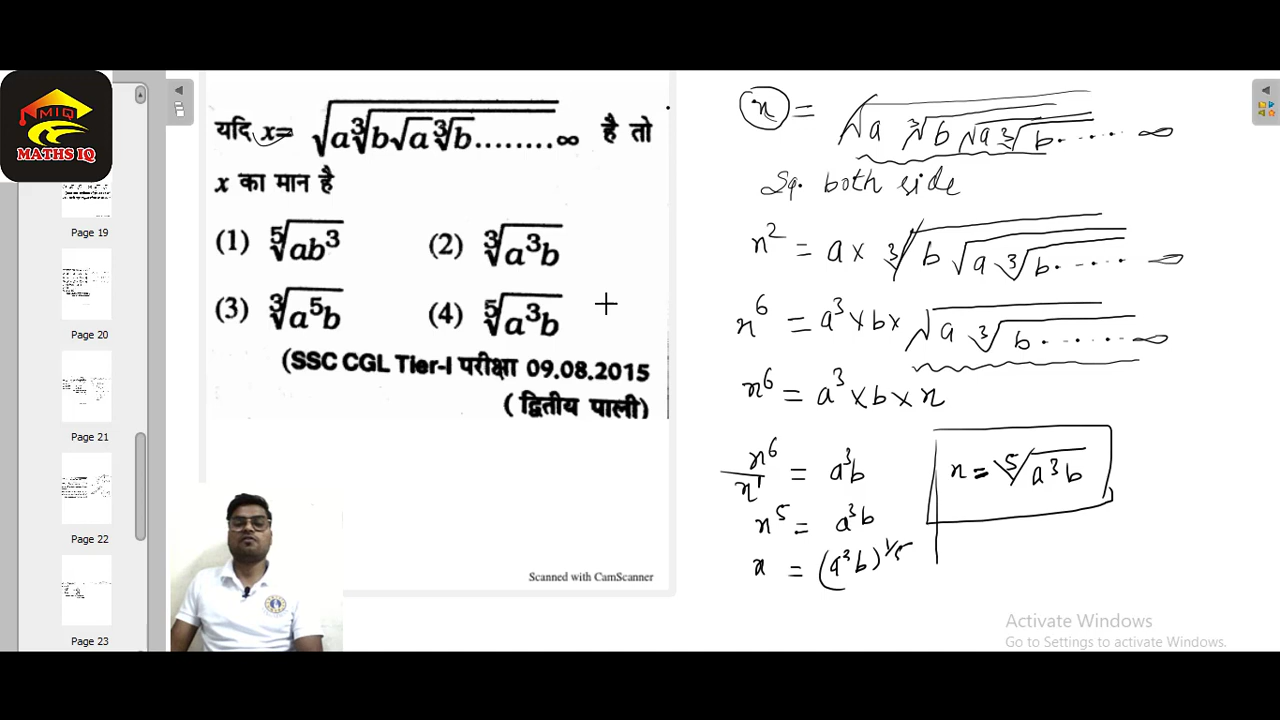 MIQ
MATHS IQ
Page 19
Page 20
Page 21
Page 22
Page 23
यदि x= √a∛b√a∛b........∞ है तो
x का मान है
(1) ⁵√ab³ (2) ³√a³b
(3) ³√a⁵b (4) ⁵√a³b
(SSC CGL Tier-I परीक्षा 09.08.2015
( द्वितीय पाली)
Scanned with CamScanner
x = √a ∛b √a ∛b ..... ∞
Sq. both side
x² = a × ∛b √a ∛b ..... ∞
x⁶ = a³ × b × √a ∛b ..... ∞
x⁶ = a³ × b × x
x⁶/x¹ = a³b
x⁵ = a³b
x = (a³b)^1/5
x = ⁵√a³b
Activate Windows
Go to Settings to activate Windows.